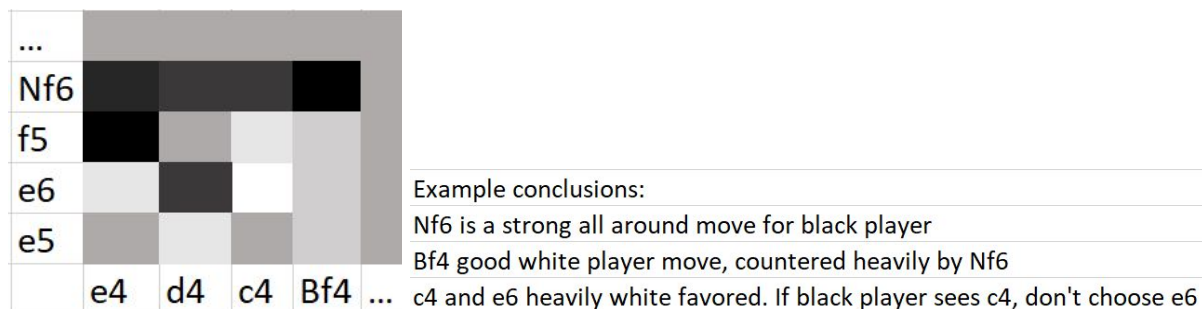 ...
Nf6
f5
e6
e5
e4 d4 c4 Bf4 ...
Example conclusions:
Nf6 is a strong all around move for black player
Bf4 good white player move, countered heavily by Nf6
c4 and e6 heavily white favored. If black player sees c4, don't choose e6